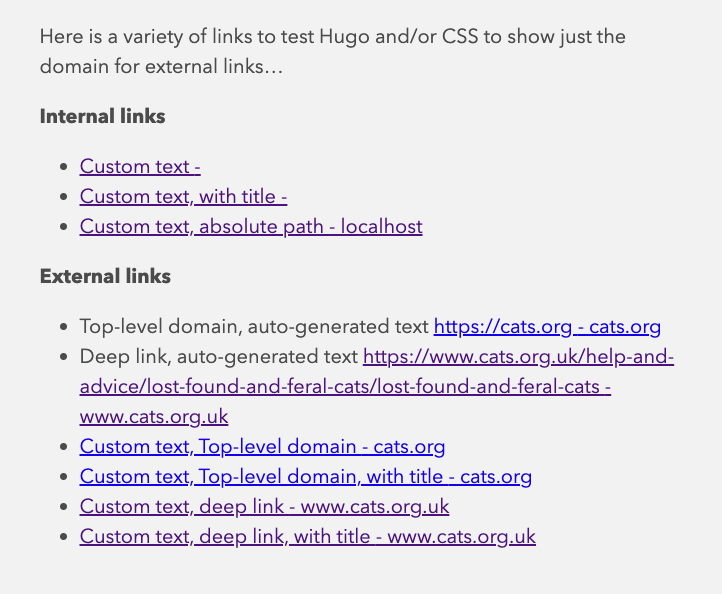 Here is a variety of links to test Hugo and/or CSS to show just the
domain for external links…
Internal links
• Custom text -
• Custom text, with title -
• Custom text, absolute path - localhost
External links
• Top-level domain, auto-generated text https://cats.org - cats.org
• Deep link, auto-generated text https://www.cats.org.uk/help-and-
advice/lost-found-and-feral-cats/lost-found-and-feral-cats -
www.cats.org.uk
• Custom text, Top-level domain - cats.org
• Custom text, Top-level domain, with title - cats.org
• Custom text, deep link - www.cats.org.uk
• Custom text, deep link, with title - www.cats.org.uk